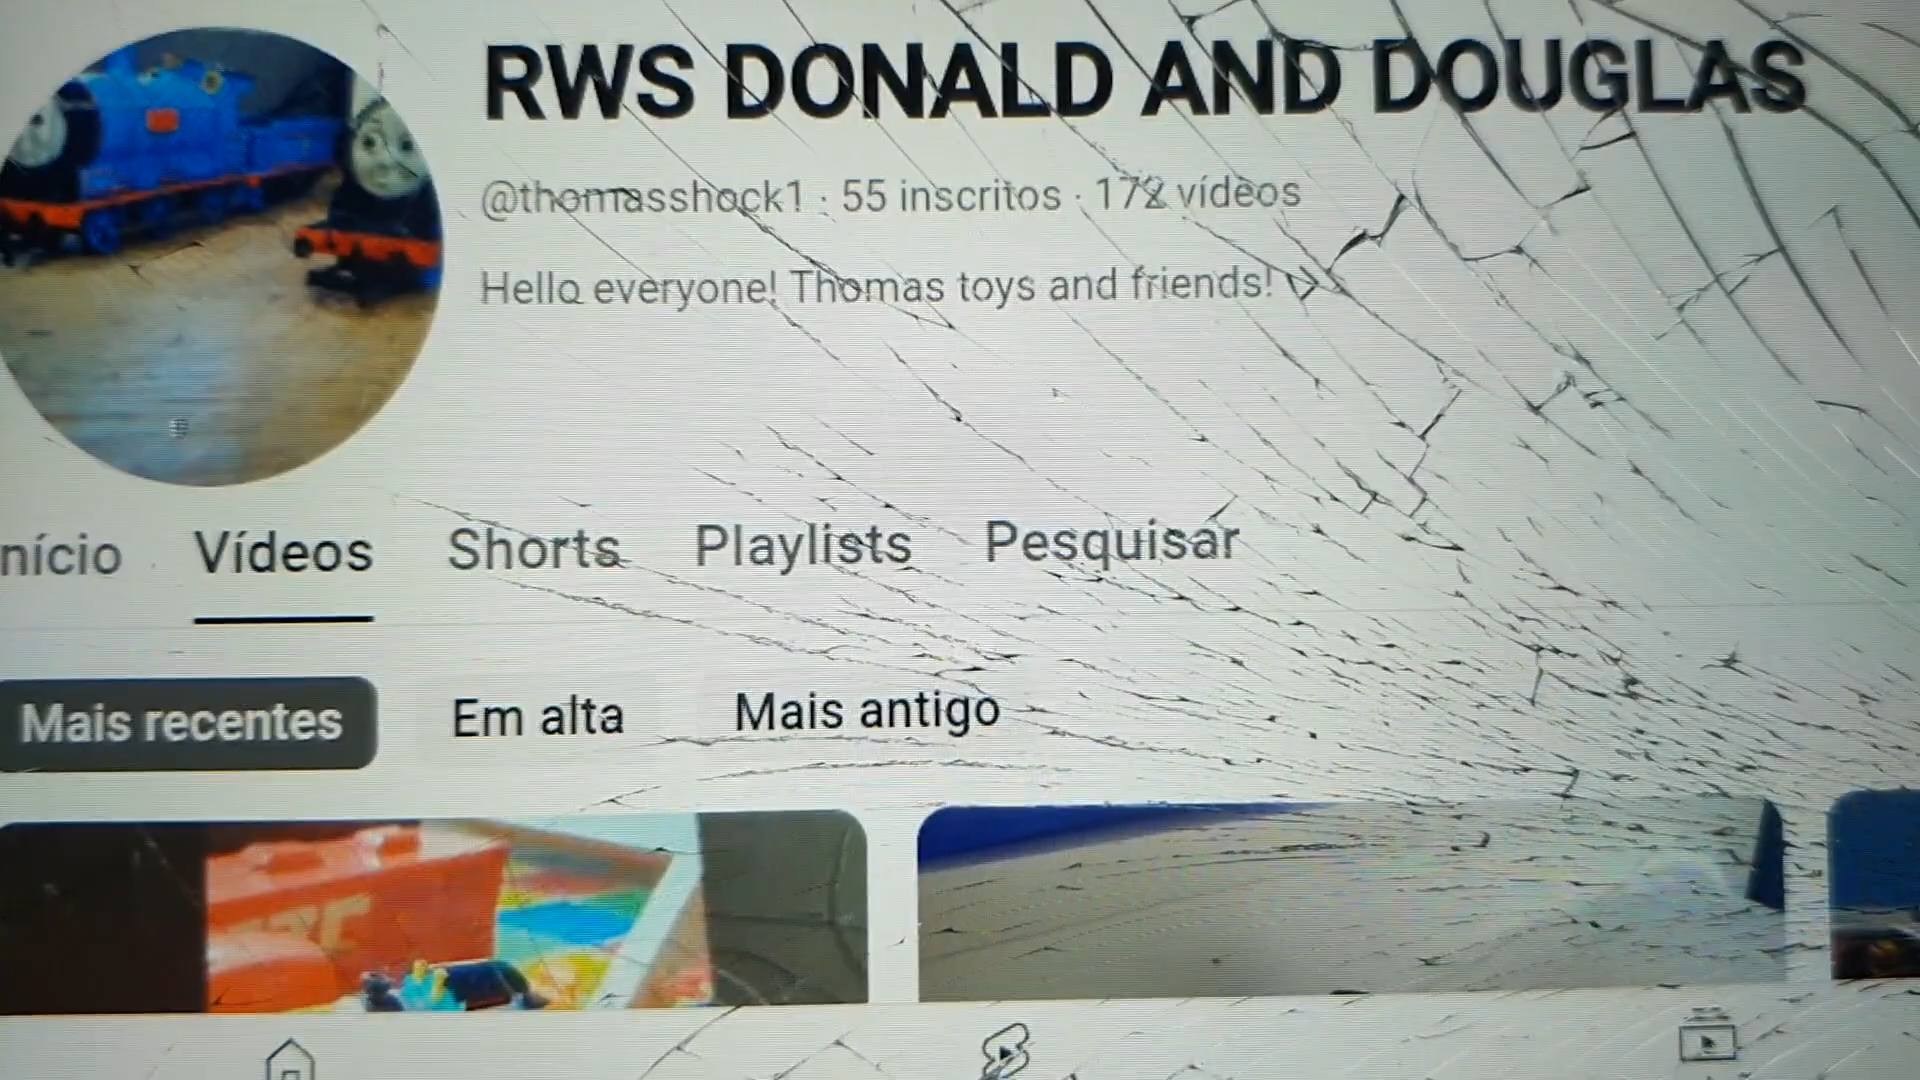 RWS DONALD AND DOUGLAS
@thomasshock1 · 55 inscritos · 172 vídeos
Hello everyone! Thomas toys and friends! >
nício Vídeos Shorts Playlists Pesquisar
Mais recentes Em alta Mais antigo